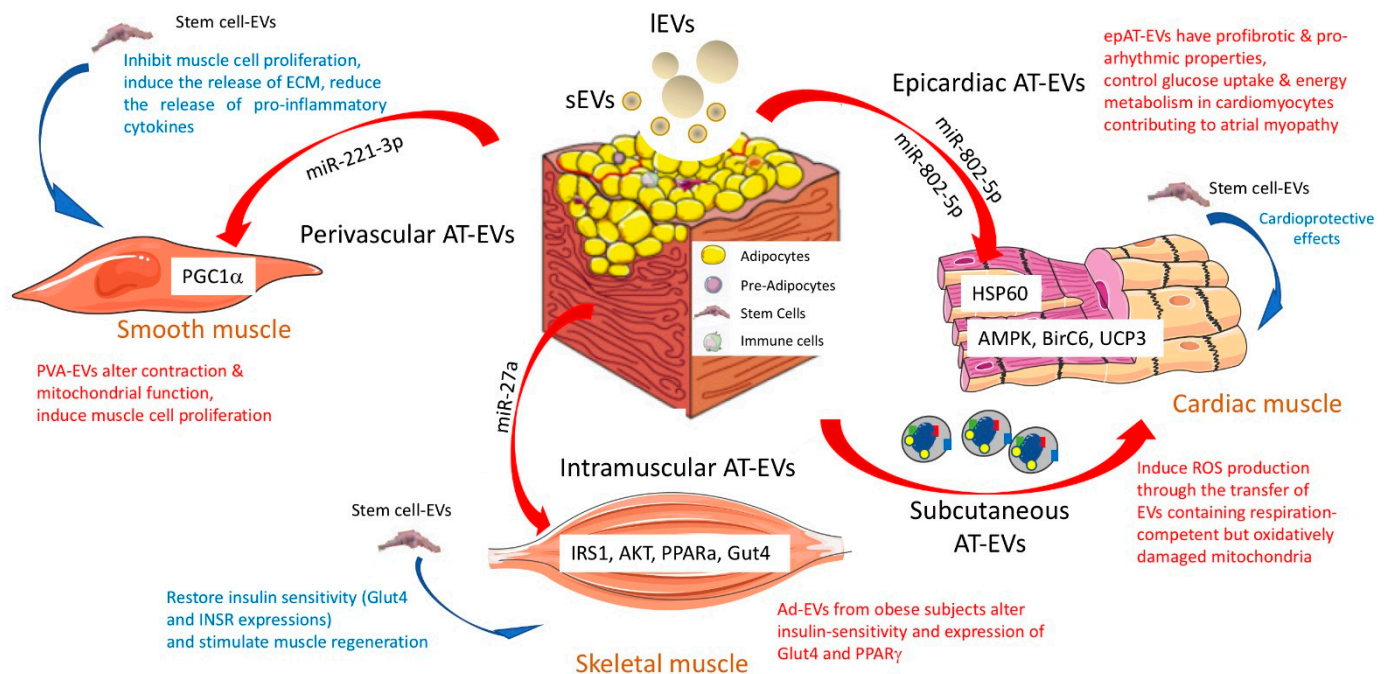 Stem cell-EVs
Inhibit muscle cell proliferation,
induce the release of ECM, reduce
the release of pro-inflammatory
cytokines
miR-221-3p
Perivascular AT-EVs
PGC1α
Smooth muscle
PVA-EVs alter contraction &
mitochondrial function,
induce muscle cell proliferation
lEVs
sEVs
Adipocytes
Pre-Adipocytes
Stem Cells
Immune cells
Epicardiac AT-EVs
epAT-EVs have profibrotic & pro-
arhythmic properties,
control glucose uptake & energy
metabolism in cardiomyocytes
contributing to atrial myopathy
miR-802-5p
miR-802-5p
Stem cell-EVs
Cardioprotective
effects
HSP60
AMPK, BirC6, UCP3
Cardiac muscle
Induce ROS production
through the transfer of
EVs containing respiration-
competent but oxidatively
damaged mitochondria
Subcutaneous
AT-EVs
miR-27a
Intramuscular AT-EVs
IRS1, AKT, PPARa, Gut4
Stem cell-EVs
Restore insulin sensitivity (Glut4
and INSR expressions)
and stimulate muscle regeneration
Skeletal muscle
Ad-EVs from obese subjects alter
insulin-sensitivity and expression of
Glut4 and PPARγ